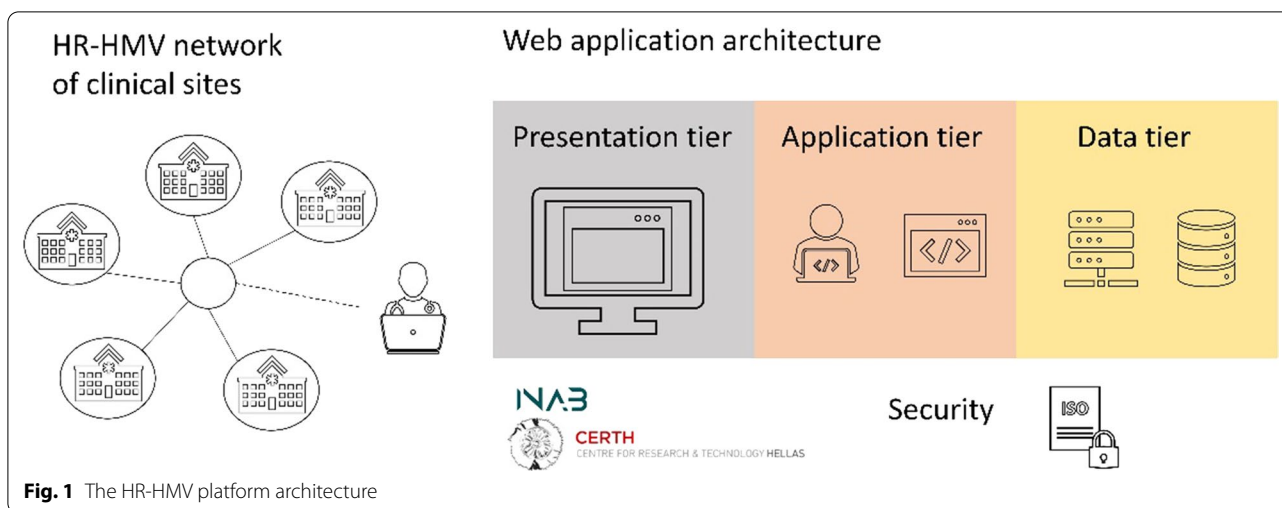 HR-HMV network
of clinical sites
Web application architecture
Presentation tier
Application tier
Data tier
</>
</>
INAB
CERTH
CENTRE FOR RESEARCH & TECHNOLOGY HELLAS
Security
ISO
Fig. 1 The HR-HMV platform architecture